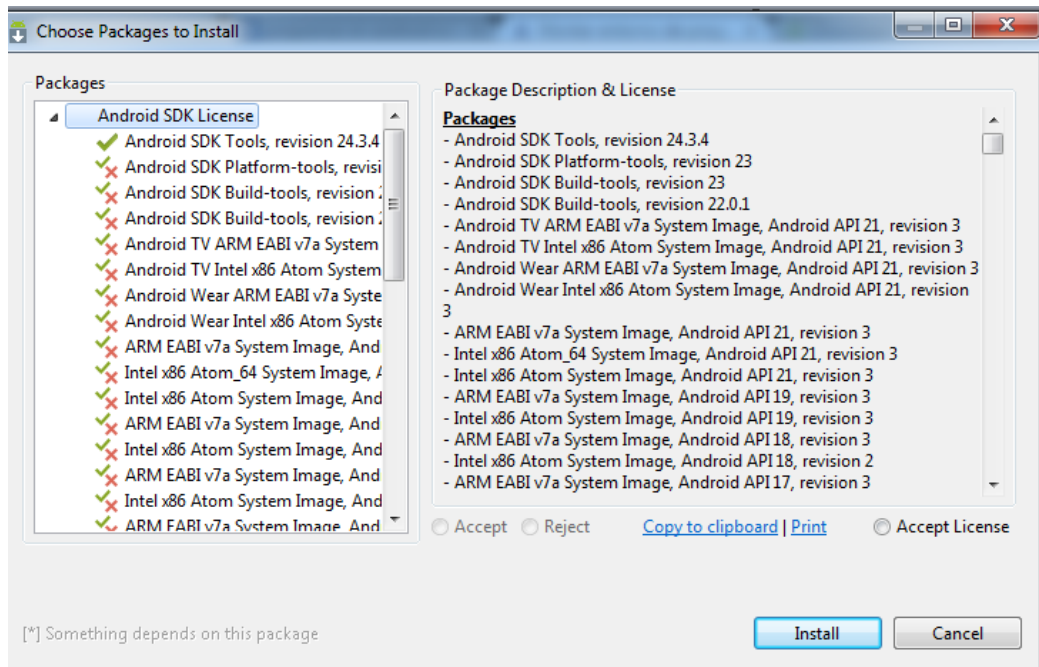 Choose Packages to Install
Packages
Android SDK License
Android SDK Tools, revision 24.3.4
Android SDK Platform-tools, revisi
Android SDK Build-tools, revision
Android SDK Build-tools, revision
Android TV ARM EABI v7a System
Android TV Intel x86 Atom System
Android Wear ARM EABI v7a Syste
Android Wear Intel x86 Atom Syste
ARM EABI v7a System Image, And
Intel x86 Atom_64 System Image, A
Intel x86 Atom System Image, And
ARM EABI v7a System Image, And
Intel x86 Atom System Image, And
ARM EABI v7a System Image, And
Intel x86 Atom System Image, And
ARM EABI v7a System Image, And
Package Description & License
Packages
- Android SDK Tools, revision 24.3.4
- Android SDK Platform-tools, revision 23
- Android SDK Build-tools, revision 23
- Android SDK Build-tools, revision 22.0.1
- Android TV ARM EABI v7a System Image, Android API 21, revision 3
- Android TV Intel x86 Atom System Image, Android API 21, revision 3
- Android Wear ARM EABI v7a System Image, Android API 21, revision 3
- Android Wear Intel x86 Atom System Image, Android API 21, revision
3
- ARM EABI v7a System Image, Android API 21, revision 3
- Intel x86 Atom_64 System Image, Android API 21, revision 3
- Intel x86 Atom System Image, Android API 21, revision 3
- ARM EABI v7a System Image, Android API 19, revision 3
- Intel x86 Atom System Image, Android API 19, revision 3
- ARM EABI v7a System Image, Android API 18, revision 3
- Intel x86 Atom System Image, Android API 18, revision 2
- ARM EABI v7a System Image, Android API 17, revision 3
Accept Reject Copy to clipboard | Print Accept License
[*] Something depends on this package
Install Cancel